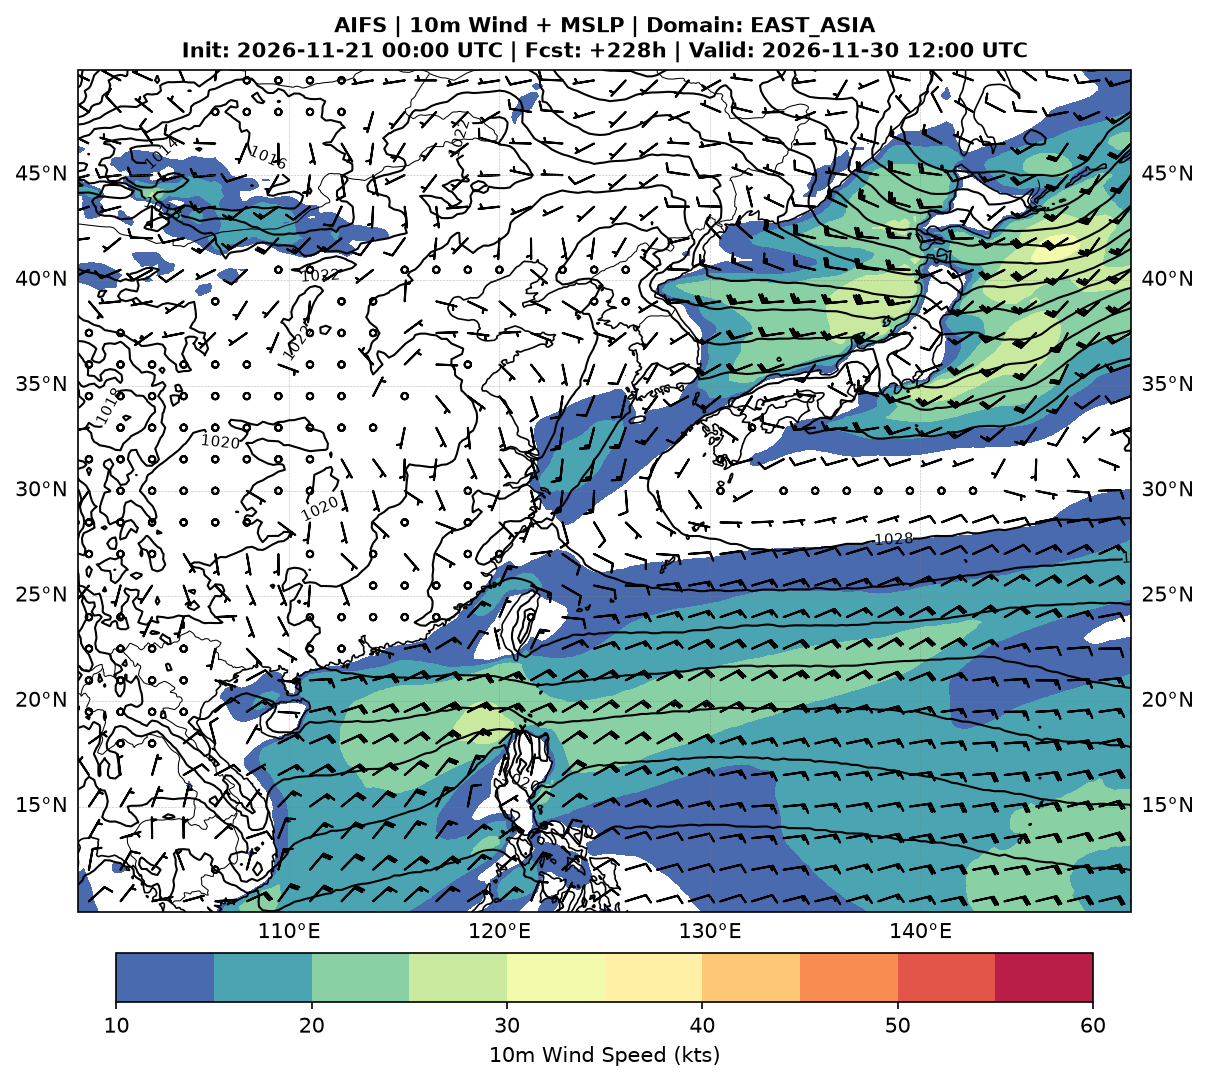 AIFS | 10m Wind + MSLP | Domain: EAST_ASIA
Init: 2026-11-21 00:00 UTC | Fcst: +228h | Valid: 2026-11-30 12:00 UTC
1014
1016
1022
45°N
45°N
1022
40°N
40°N
35°N
35°N
1020
30°N
30°N
1020
1028
25°N
25°N
20°N
20°N
15°N
15°N
110°E
120°E
130°E
140°E
10
20
30
40
50
60
10m Wind Speed (kts)